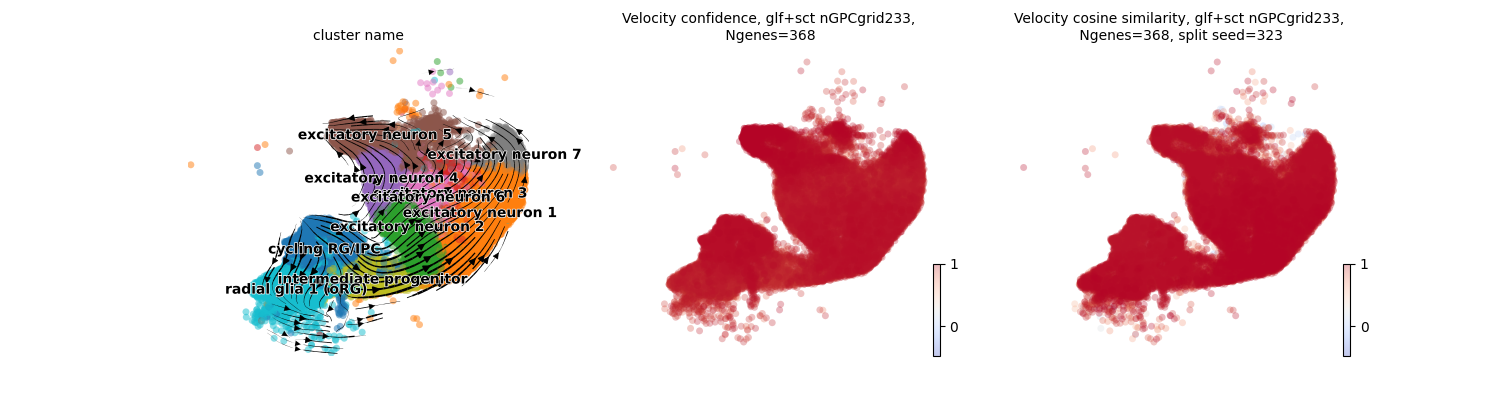 cluster name
excitatory neuron 5
excitatory neuron 7
excitatory neuron 4
excitatory neuron 3
excitatory neuron 6
excitatory neuron 1
excitatory neuron 2
cycling RG/IPC
intermediate progenitor
radial glia 1 (oRG)
Velocity confidence, glf+sct nGPCgrid233,
Ngenes=368
1
0
Velocity cosine similarity, glf+sct nGPCgrid233,
Ngenes=368, split seed=323
1
0